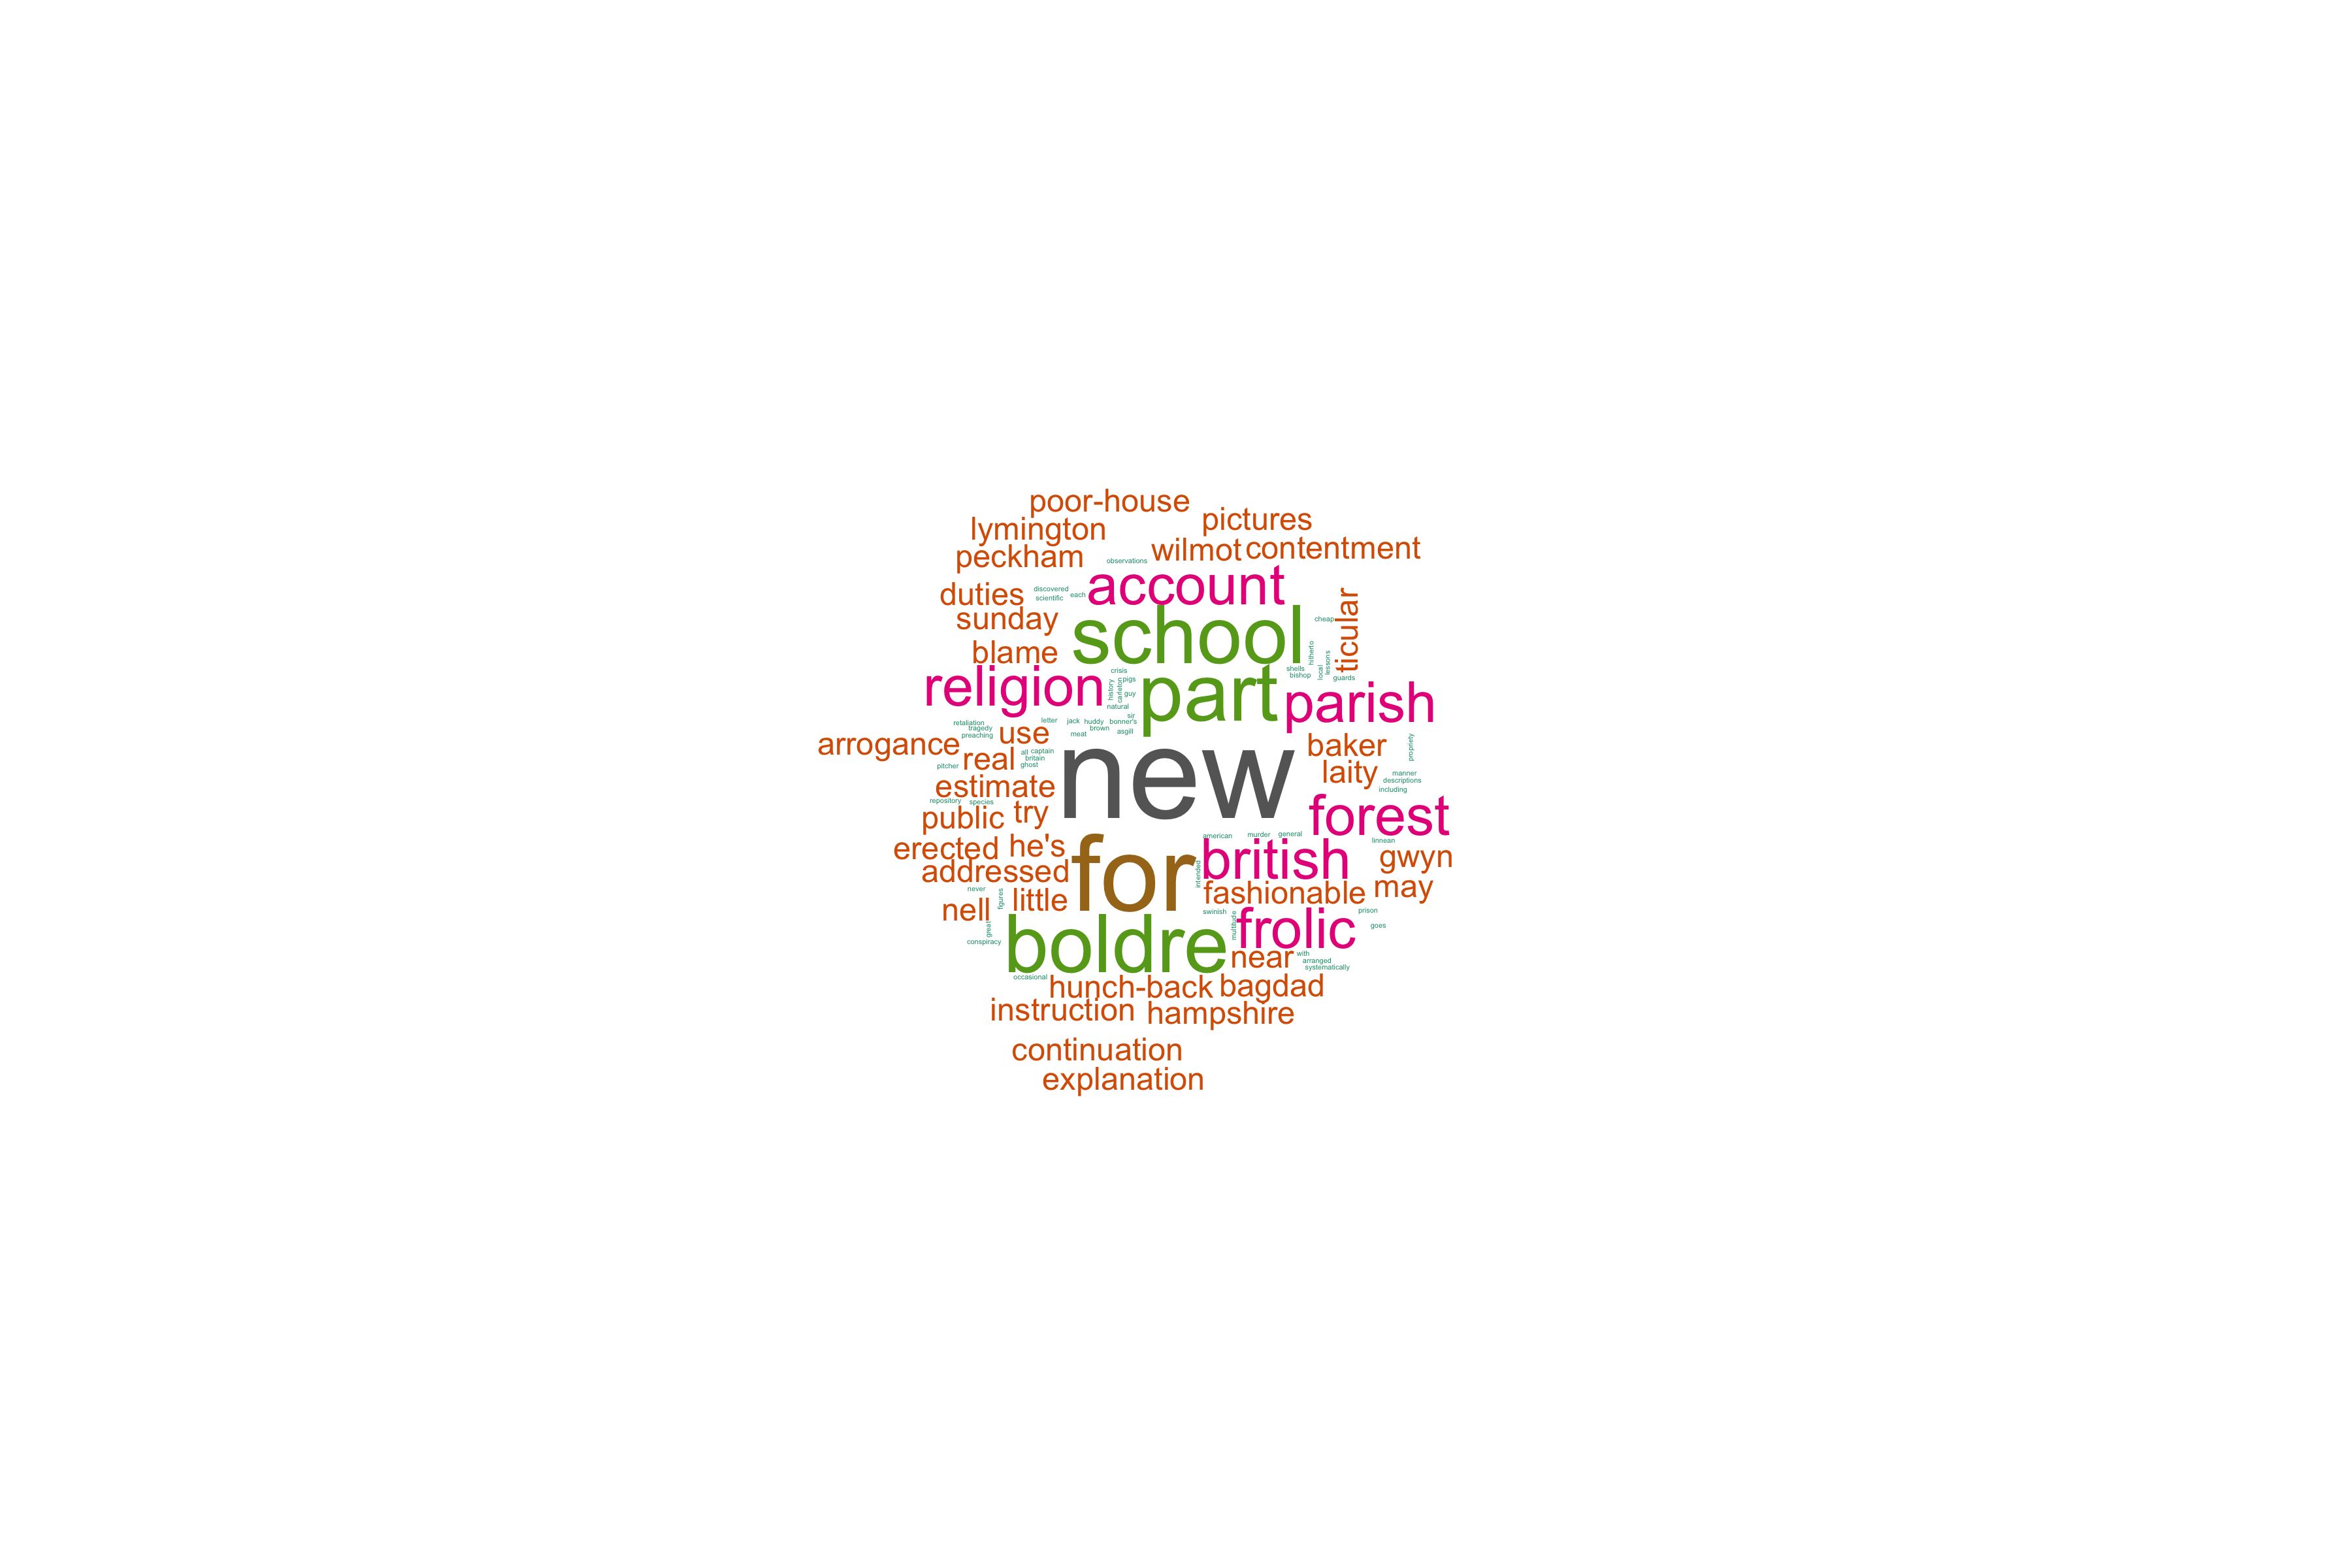 poor-house
pictures
lymington
wilmot
contentment
peckham
observations
account
discovered
each
duties
scientific
ticular
sunday
school
cheap
hitherto
blame
lessons
local
crisis
shells
religion
part
pigs
bishop
guards
history
carleton
guy
parish
natural
sir
retaliation
letter
jack
huddy
bonner's
tragedy
brown
asgill
preaching
use
meat
arrogance
new
baker
propriety
all
captain
real
britain
pitcher
ghost
laity
manner
descriptions
estimate
including
repository
species
public
try
forest
american
murder
general
linnean
erected
he's
for
british
gwyn
addressed
intended
never
figures
little
fashionable
may
nell
swinish
prison
multitude
frolic
great
boldre
goes
conspiracy
near
with
arranged
systematically
occasional
hunch-back
bagdad
instruction
hampshire
continuation
explanation